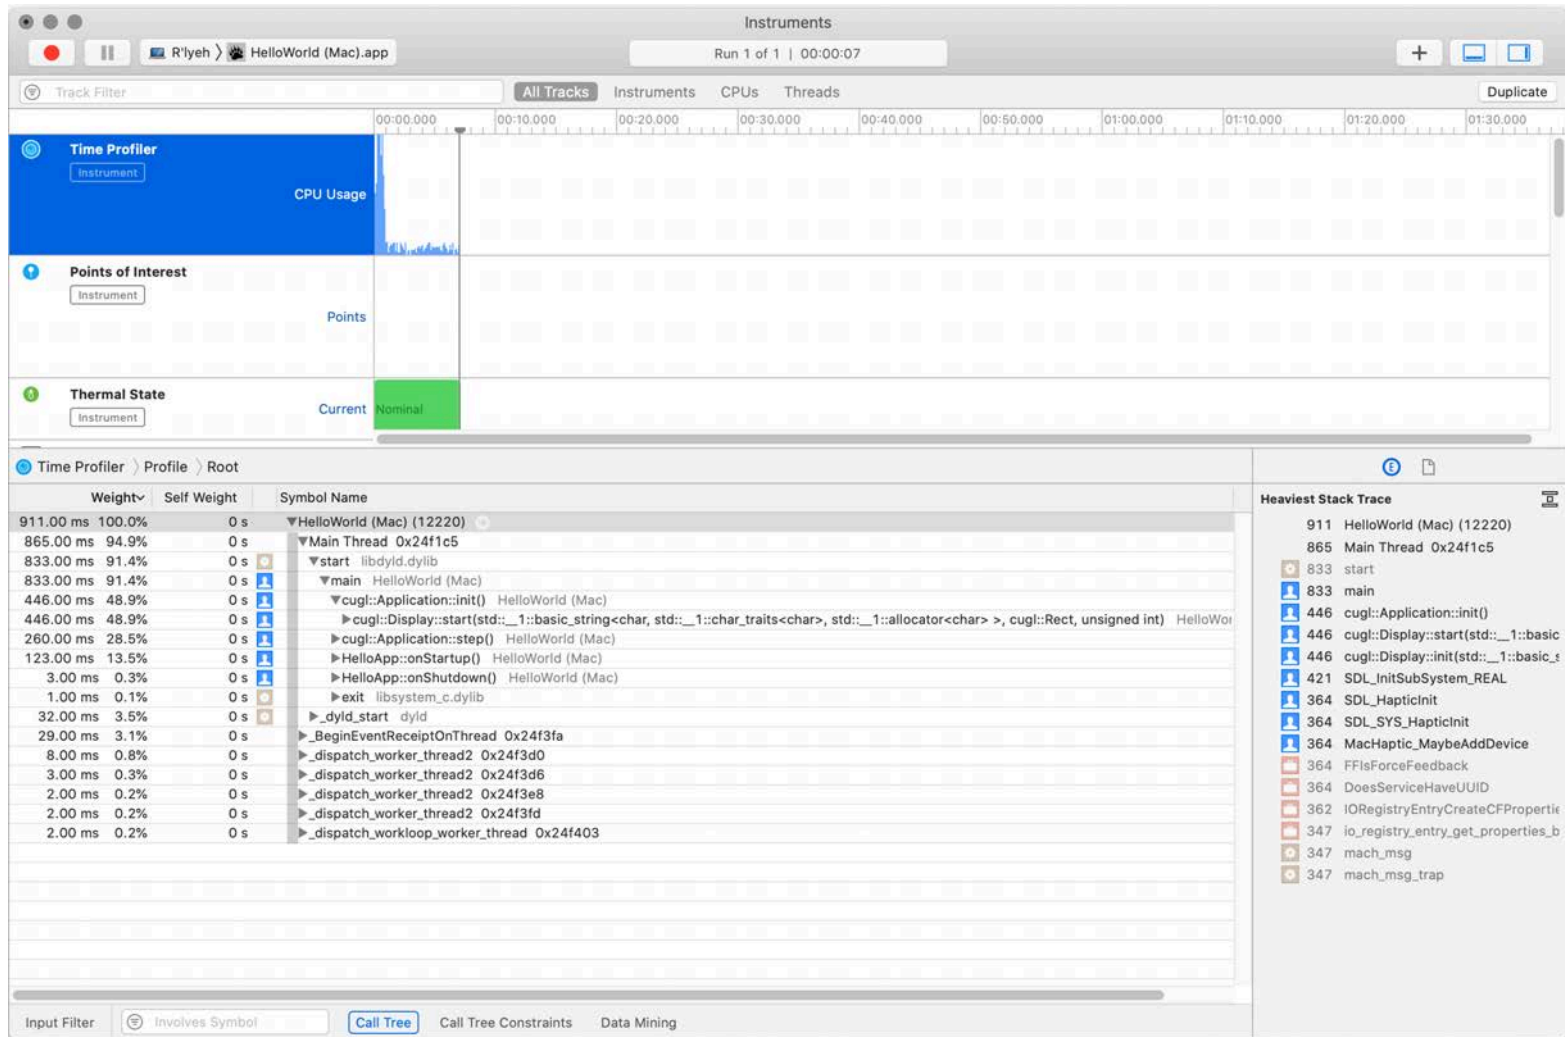 Instruments
R'lyeh 〉 HelloWorld (Mac).app
Run 1 of 1 | 00:00:07
Track Filter
All Tracks Instruments CPUs Threads
Duplicate
00:00.000 00:10.000 00:20.000 00:30.000 00:40.000 00:50.000 01:00.000 01:10.000 01:20.000 01:30.000
Time Profiler
Instrument
CPU Usage
Points of Interest
Instrument
Points
Thermal State
Instrument
Current Nominal
Time Profiler 〉 Profile 〉 Root
Weight Self Weight Symbol Name
911.00 ms 100.0% 0 s HelloWorld (Mac) (12220)
865.00 ms 94.9% 0 s Main Thread 0x24f1c5
833.00 ms 91.4% 0 s start libdyld.dylib
833.00 ms 91.4% 0 s main HelloWorld (Mac)
446.00 ms 48.9% 0 s cugl::Application::init() HelloWorld (Mac)
446.00 ms 48.9% 0 s cugl::Display::start(std::__1::basic_string<char, std::__1::char_traits<char>, std::__1::allocator<char> >, cugl::Rect, unsigned int) HelloWor
260.00 ms 28.5% 0 s cugl::Application::step() HelloWorld (Mac)
123.00 ms 13.5% 0 s HelloApp::onStartup() HelloWorld (Mac)
3.00 ms 0.3% 0 s HelloApp::onShutdown() HelloWorld (Mac)
1.00 ms 0.1% 0 s exit libsystem_c.dylib
32.00 ms 3.5% 0 s _dyld_start dyld
29.00 ms 3.1% 0 s _BeginEventReceiptOnThread 0x24f3fa
8.00 ms 0.8% 0 s _dispatch_worker_thread2 0x24f3d0
3.00 ms 0.3% 0 s _dispatch_worker_thread2 0x24f3d6
2.00 ms 0.2% 0 s _dispatch_worker_thread2 0x24f3e8
2.00 ms 0.2% 0 s _dispatch_worker_thread2 0x24f3fd
2.00 ms 0.2% 0 s _dispatch_workloop_worker_thread 0x24f403
Heaviest Stack Trace
911 HelloWorld (Mac) (12220)
865 Main Thread 0x24f1c5
833 start
833 main
446 cugl::Application::init()
446 cugl::Display::start(std::__1::basic
446 cugl::Display::init(std::__1::basic_s
421 SDL_InitSubSystem_REAL
364 SDL_HapticInit
364 SDL_SYS_HapticInit
364 MacHaptic_MaybeAddDevice
364 FFIsForceFeedback
364 DoesServiceHaveUUID
362 IORegistryEntryCreateCFPropertie
347 io_registry_entry_get_properties_b
347 mach_msg
347 mach_msg_trap
Input Filter Involves Symbol Call Tree Call Tree Constraints Data Mining